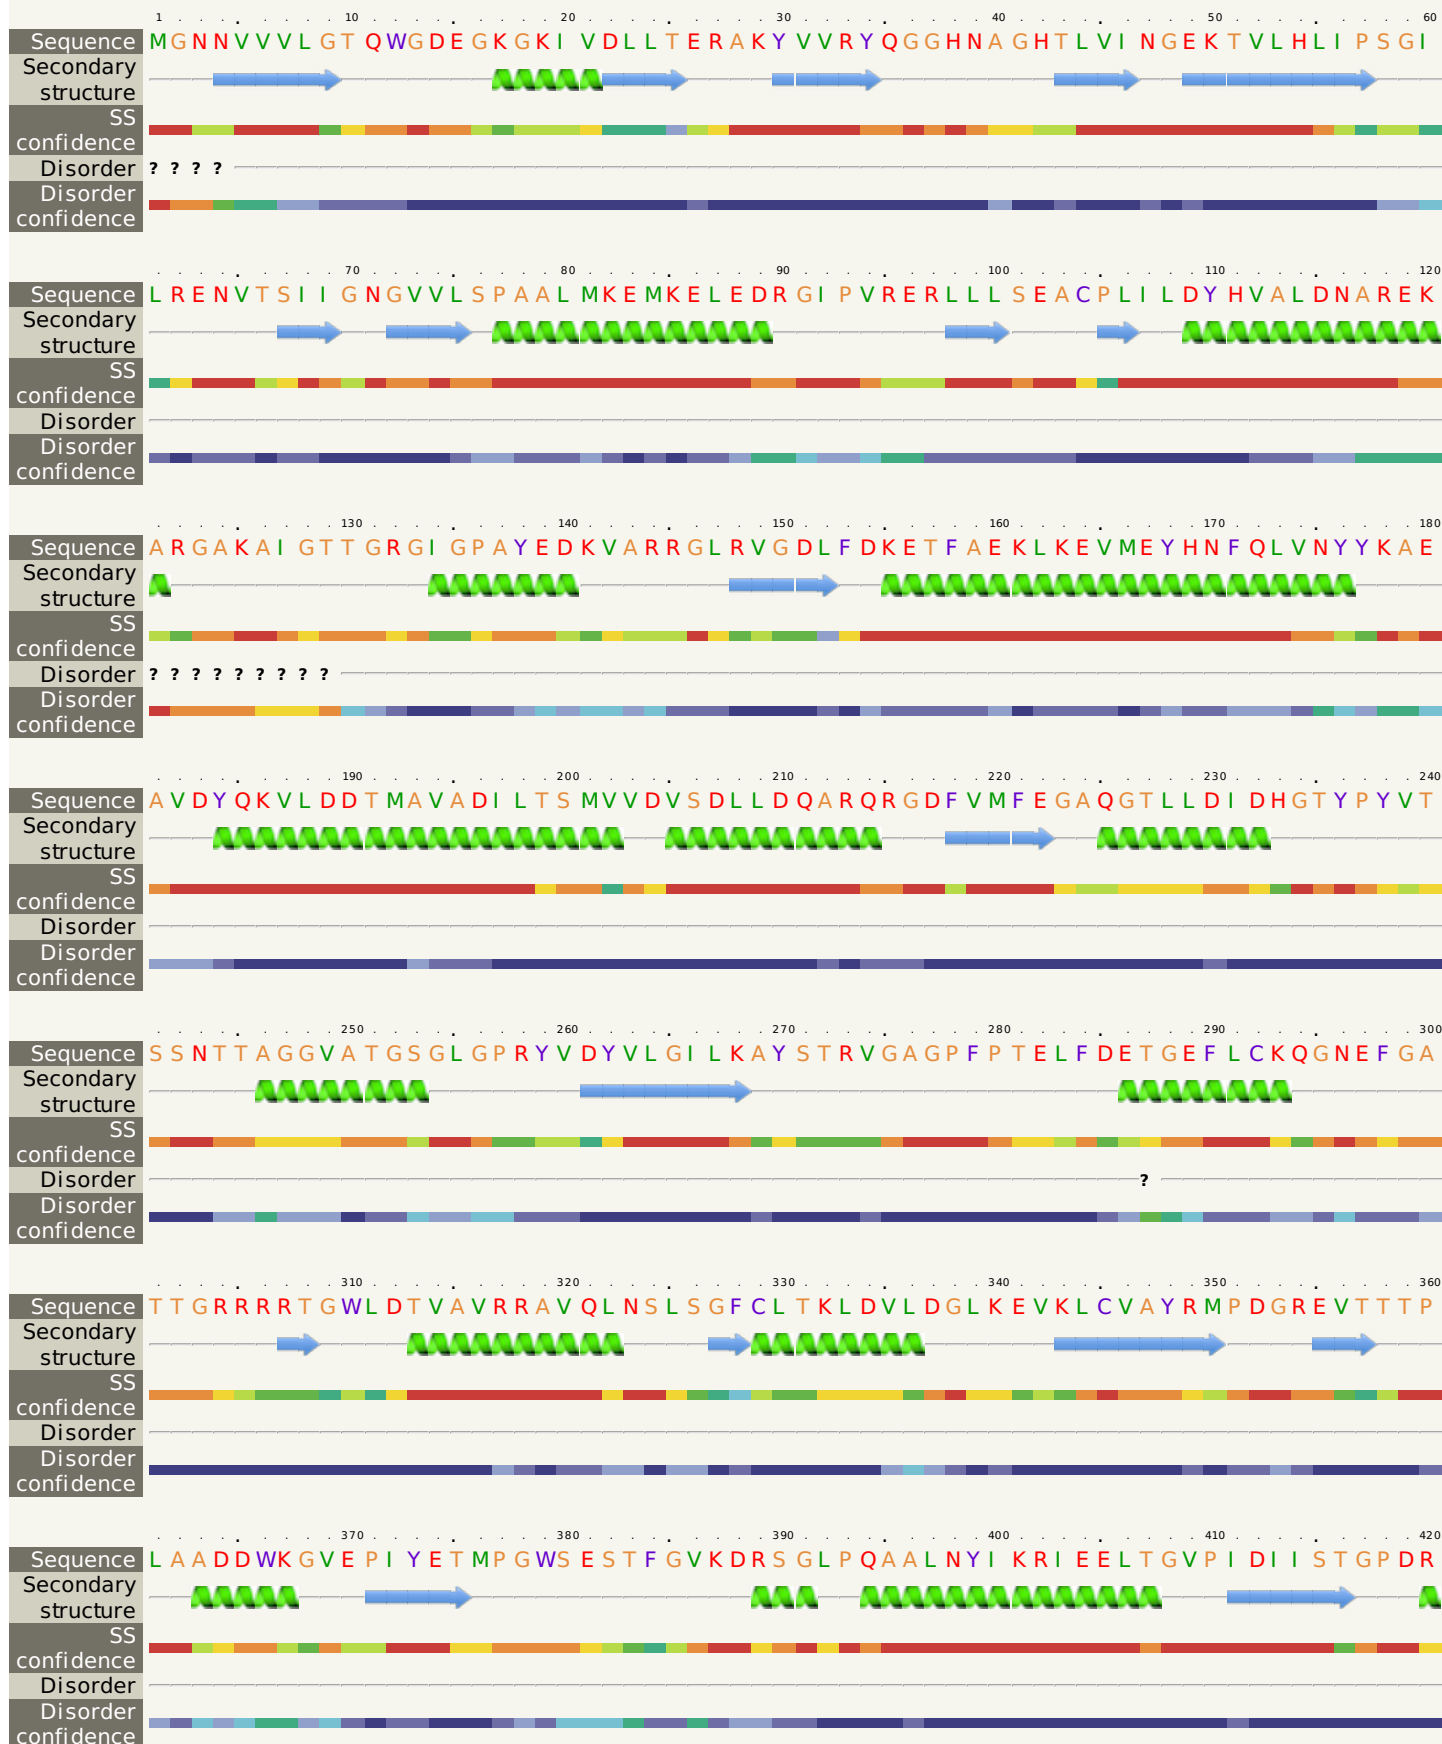 1 . . . . . . . . 10 . . . . . . . . . 20 . . . . . . . . . 30 . . . . . . . . . 40 . . . . . . . . . 50 . . . . . . . . . 60
Sequence MGNNVVVLGTQWGDEGKGKIVDLLTERAKYVVRYQGGHNAGHTLVINGEKTVLHLIPSGI
Secondary
structure
SS
confidence
Disorder ? ? ? ?
Disorder
confidence
. . . . . . . . . 70 . . . . . . . . . 80 . . . . . . . . . 90 . . . . . . . . . 100 . . . . . . . . . 110 . . . . . . . . . 120
Sequence LRENVTSIIGNGVVLSPAALMKEMKELEDRGIPVRERLLLSEACPLILDYHVALDNAREK
Secondary
structure
SS
confidence
Disorder
Disorder
confidence
. . . . . . . . . 130 . . . . . . . . . 140 . . . . . . . . . 150 . . . . . . . . . 160 . . . . . . . . . 170 . . . . . . . . . 180
Sequence ARGAKAIGTTGRGIGPAYEDKVARRGLRVGDLFDKETFAEKLKEVMEYHNFQLVNYYKAE
Secondary
structure
SS
confidence
Disorder ? ? ? ? ? ? ? ? ?
Disorder
confidence
. . . . . . . . . 190 . . . . . . . . . 200 . . . . . . . . . 210 . . . . . . . . . 220 . . . . . . . . . 230 . . . . . . . . . 240
Sequence AVDYQKVLDDTMAVADILTSMVVDVSDLLDQARQRGDFVMFEGAQGTLLDIDHGTYPYVT
Secondary
structure
SS
confidence
Disorder
Disorder
confidence
. . . . . . . . . 250 . . . . . . . . . 260 . . . . . . . . . 270 . . . . . . . . . 280 . . . . . . . . . 290 . . . . . . . . . 300
Sequence SSNTTAGGVATGSGLGPRYVDYVLGILKAYSTRVGAGPFPTELFDETGEFLCKQGNEFGA
Secondary
structure
SS
confidence
Disorder ?
Disorder
confidence
. . . . . . . . . 310 . . . . . . . . . 320 . . . . . . . . . 330 . . . . . . . . . 340 . . . . . . . . . 350 . . . . . . . . . 360
Sequence TTGRRRRTGWLDTVAVRRAVQLNSLSGFCLTKLDVLDGLKEVKLCVAYRMPDGREVTTTP
Secondary
structure
SS
confidence
Disorder
Disorder
confidence
. . . . . . . . . 370 . . . . . . . . . 380 . . . . . . . . . 390 . . . . . . . . . 400 . . . . . . . . . 410 . . . . . . . . . 420
Sequence LAADDWKGVEPIYETMPGWSESTFGVKDRSGLPQAALNYIKRIEELTGVPIDIISTGPDR
Secondary
structure
SS
confidence
Disorder
Disorder
confidence